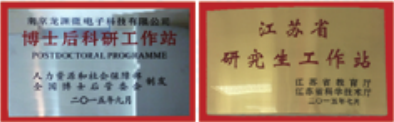 南京龙渊微电子科技有限公司
博士后科研工作站
POSTDOCTORAL PROGRAMME
人力资源和社会保障部
全国博士后管委会 制发
二〇一五年九月
江苏省
研究生工作站
江苏省教育厅
江苏省科学技术厅
二〇一五年七月